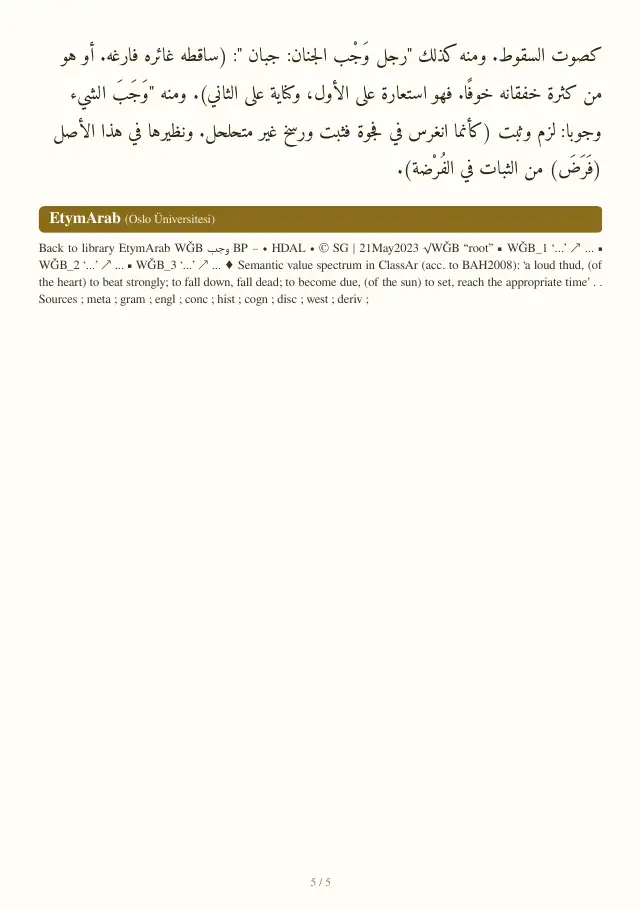 كصوت السقوط. ومنه كذلك "رجل وَجْب الجنان: جبان ": (ساقطه غائره فارغه. أو هو
من كثرة خفقانه خوفًا. فهو استعارة على الأول، وكناية على الثاني). ومنه "وَجَبَ الشيء
وجوبا: لزم وثبت (كأنما انغرس في فجوة فثبت ورسخ غير متحلحل. ونظيرها في هذا الأصل
(فَرَضَ) من الثبات في الفُرْضة).
EtymArab (Oslo Üniversitesi)
Back to library EtymArab WǦB وجب BP – • HDAL • © SG | 21May2023 √WǦB “root” ▪ WǦB_1 ‘...’ ↗ ... ▪
WǦB_2 ‘...’ ↗ ... ▪ WǦB_3 ‘...’ ↗ ... ♦ Semantic value spectrum in ClassAr (acc. to BAH2008): ‘a loud thud, (of
the heart) to beat strongly; to fall down, fall dead; to become due, (of the sun) to set, reach the appropriate time’ . .
Sources ; meta ; gram ; engl ; conc ; hist ; cogn ; disc ; west ; deriv ;
5 / 5